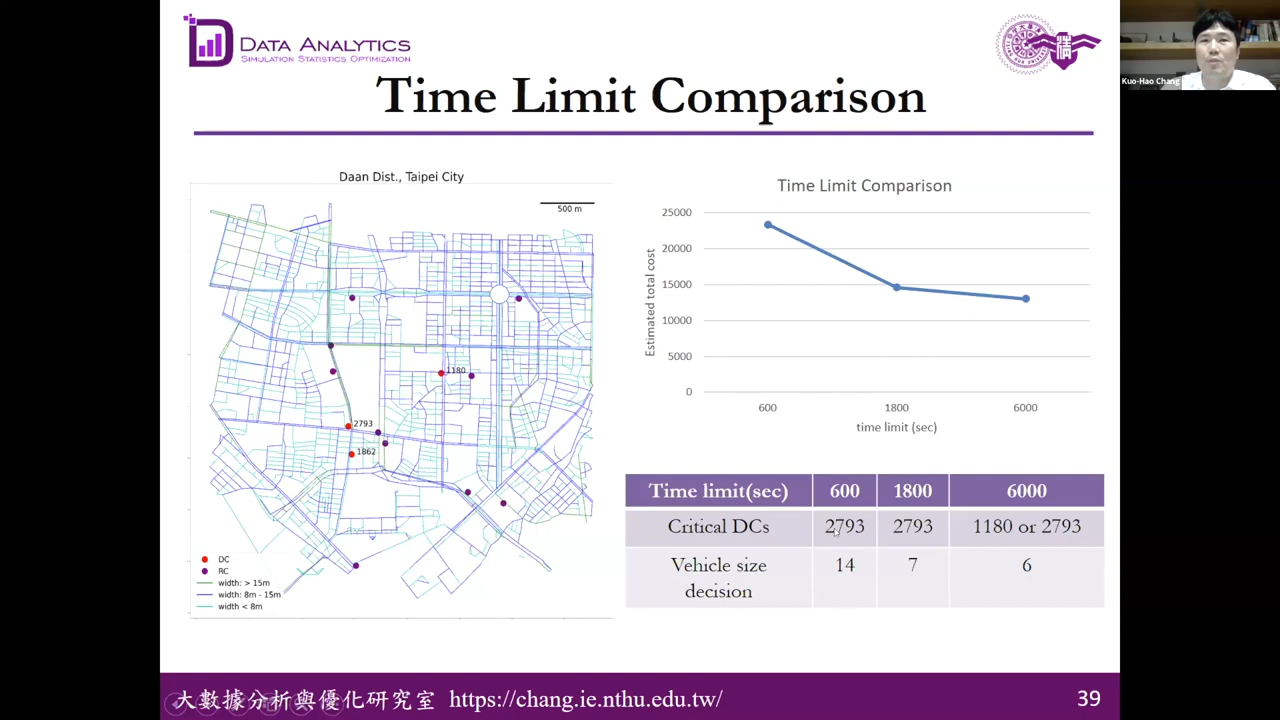 DATA ANALYTICS
SIMULATION STATISTICS OPTIMIZATION
Kuo-Hao Chang
Time Limit Comparison
Daan Dist., Taipei City
500 m
1180
2793
1862
DC
RC
width: > 15m
width: 8m - 15m
width < 8m
Time Limit Comparison
Estimated total cost
25000
20000
15000
10000
5000
0
600 1800 6000
time limit (sec)
Time limit(sec) 600 1800 6000
Critical DCs 2793 2793 1180 or 2793
Vehicle size decision 14 7 6
大數據分析與優化研究室 https://chang.ie.nthu.edu.tw/
39